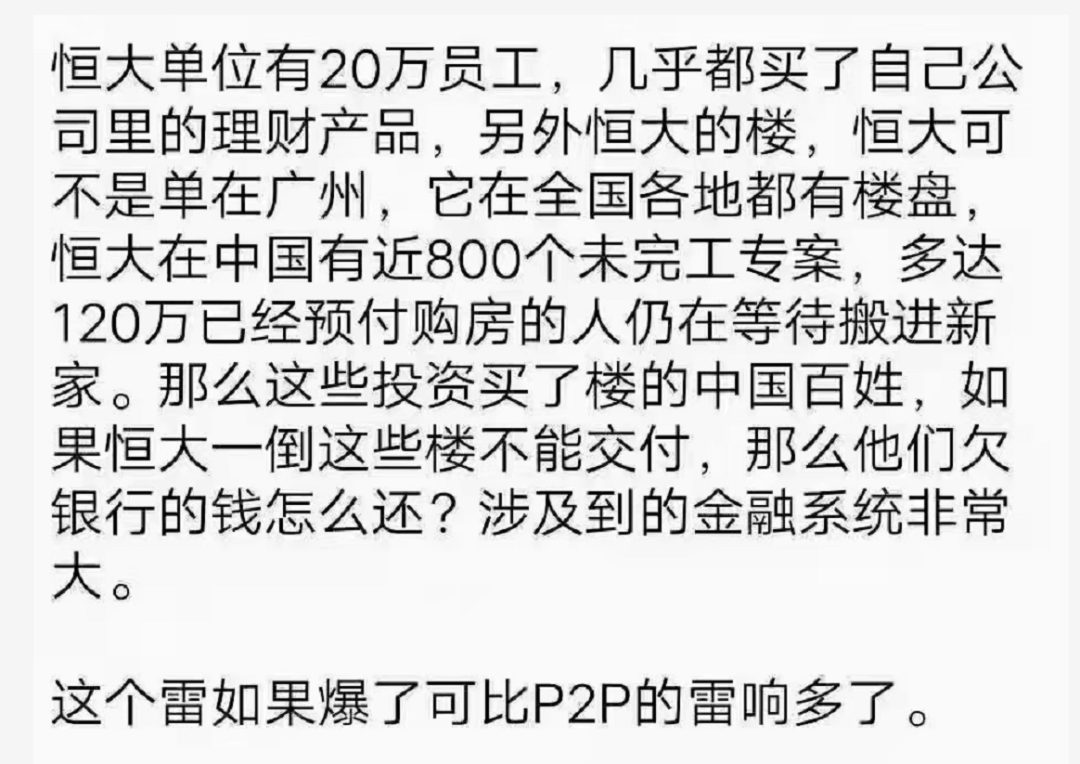 恒大单位有20万员工，几乎都买了自己公
司里的理财产品，另外恒大的楼，恒大可
不是单在广州，它在全国各地都有楼盘，
恒大在中国有近800个未完工专案，多达
120万已经预付购房的人仍在等待搬进新
家。那么这些投资买了楼的中国百姓，如
果恒大一倒这些楼不能交付，那么他们欠
银行的钱怎么还？涉及到的金融系统非常
大。
这个雷如果爆了可比P2P的雷响多了。